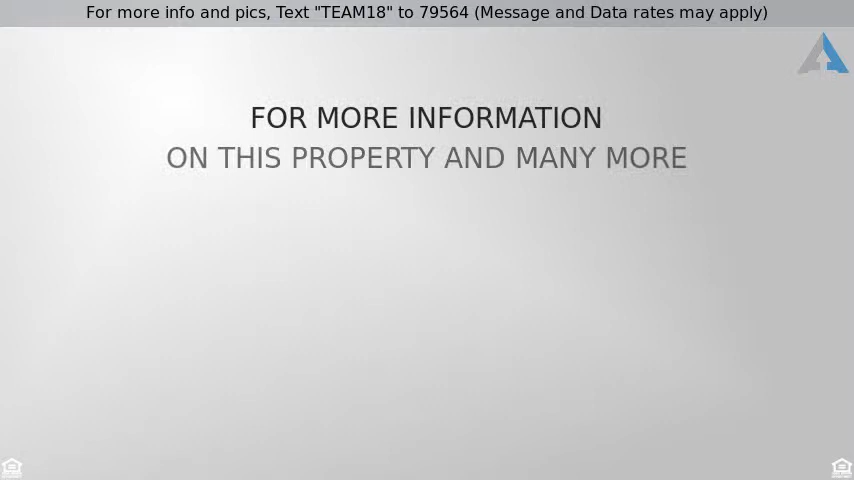 For more info and pics, Text "TEAM18" to 79564 (Message and Data rates may apply)
FOR MORE INFORMATION
ON THIS PROPERTY AND MANY MORE